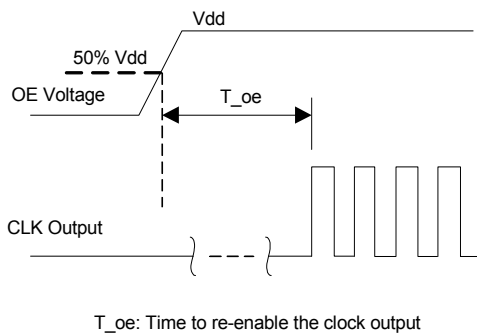 Vdd
50% Vdd
OE Voltage
T_oe
CLK Output
T_oe: Time to re-enable the clock output